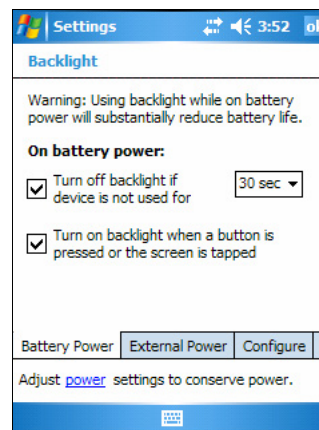 Settings 3:52 ok
Backlight
Warning: Using backlight while on battery
power will substantially reduce battery life.
On battery power:
Turn off backlight if
device is not used for
30 sec
Turn on backlight when a button is
pressed or the screen is tapped
Battery Power External Power Configure
Adjust power settings to conserve power.